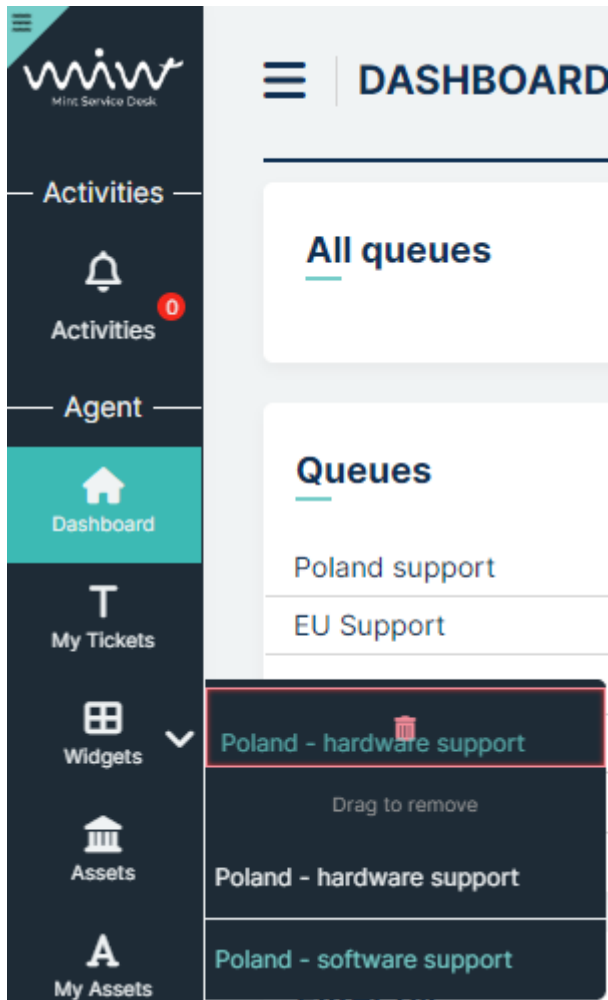 miw
Mint Service Desk
Activities
Activities
0
Agent
Dashboard
T
My Tickets
Widgets
Assets
A
My Assets
DASHBOARD
All queues
Queues
Poland support
EU Support
Poland - hardware support
Drag to remove
Poland - hardware support
Poland - software support